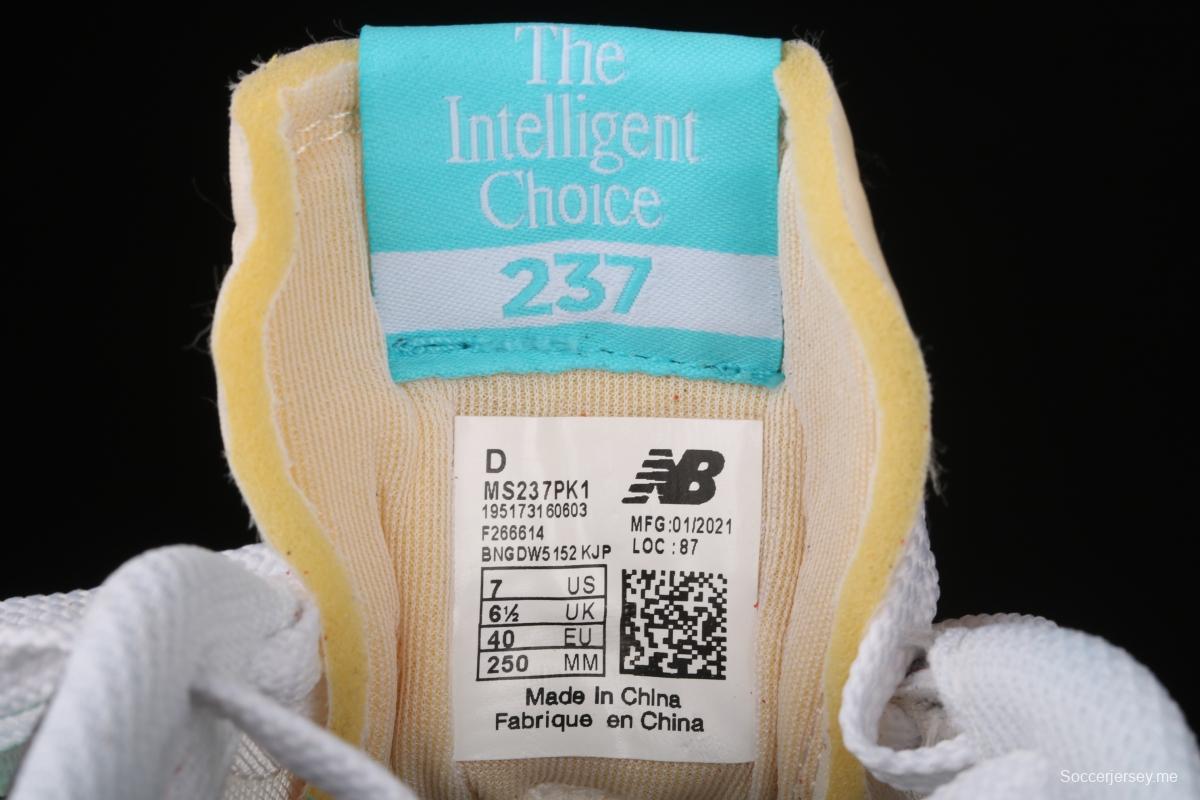 The
Intelligent
Choice
237
D
NB
MS237PK1
195173160603
F266614
MFG:01/2021
BNGDW5152 KJP
LOC : 87
7 US
6½ UK
40 EU
250 MM
Made In China
Fabrique en China
Soccerjersey.me